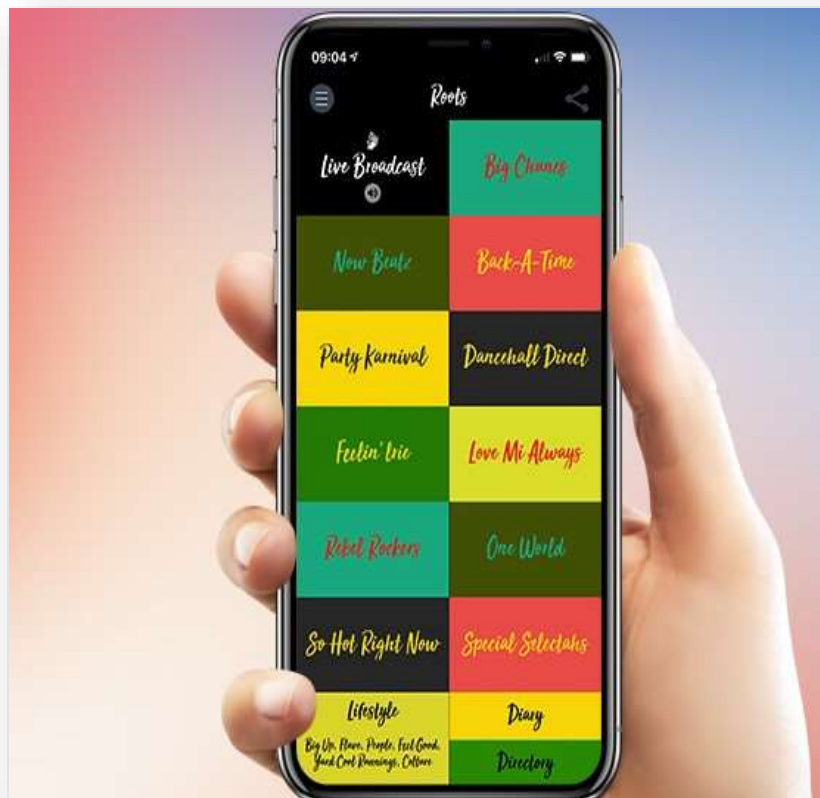 09:04
Roots
Live Broadcast
Big Chunes
Now Beatz
Back-A-Time
Party Karnival
Dancehall Direct
Feelin' Irie
Love Mi Always
Rebel Rockers
One World
So Hot Right Now
Special Selectahs
Lifestyle
Big Up, Flave, People, Feel Good,
Yard Cool Runnings, Culture
Diary
Directory